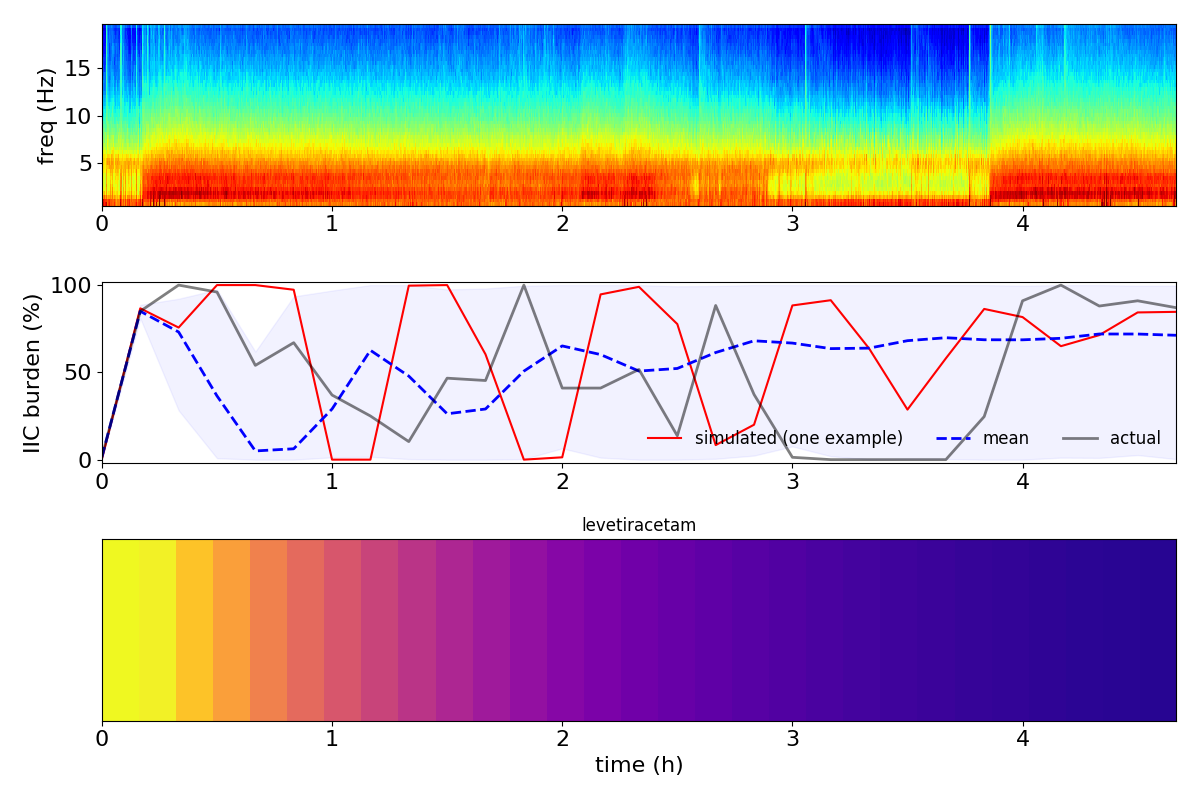 freq (Hz)
15
10
5
0 1 2 3 4
IIC burden (%)
100
50
0
simulated (one example) mean actual
0 1 2 3 4
levetiracetam
0 1 2 3 4
time (h)